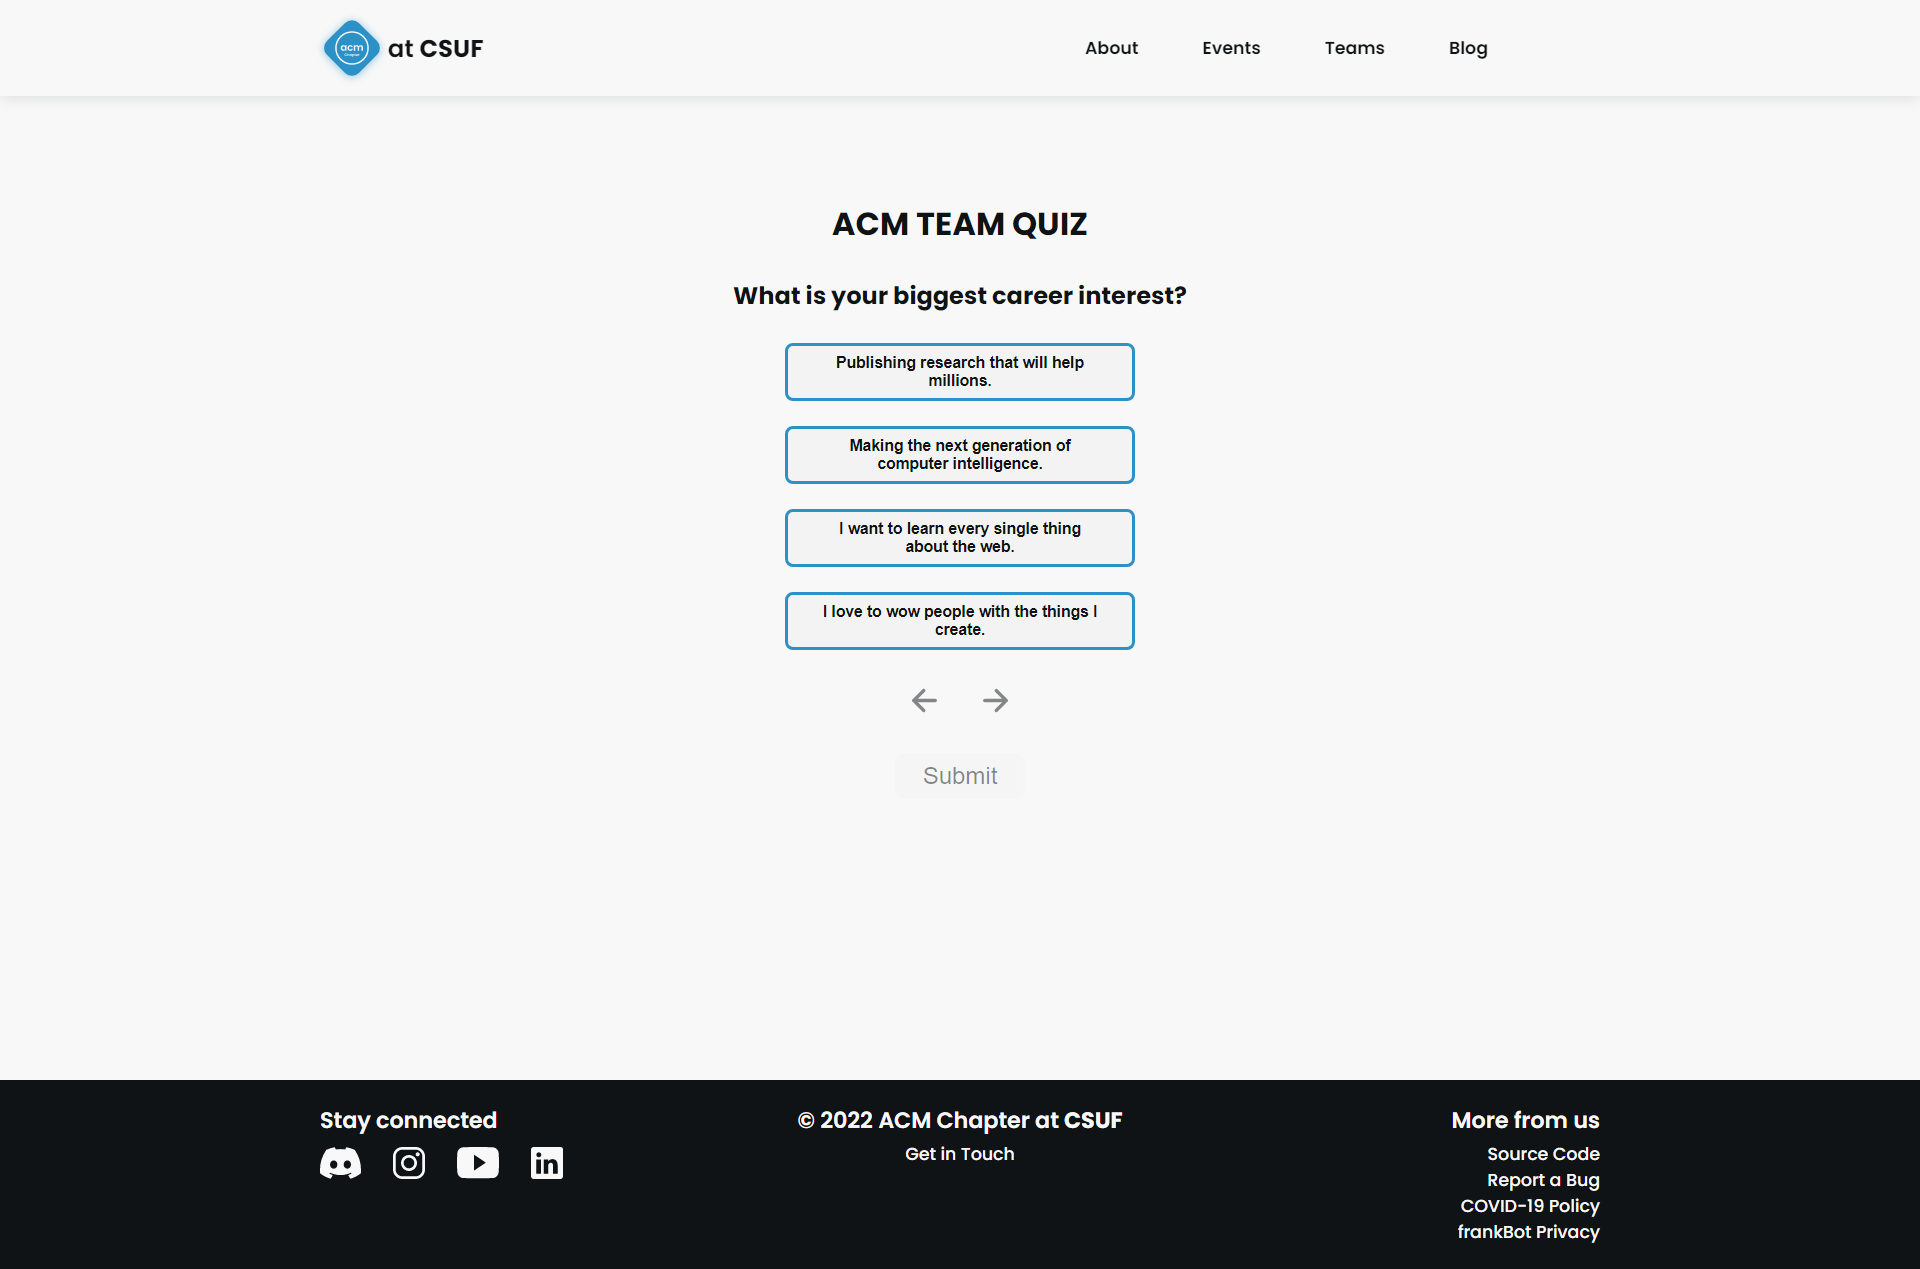 acm
Chapter
at CSUF
About
Events
Teams
Blog
ACM TEAM QUIZ
What is your biggest career interest?
Publishing research that will help
millions.
Making the next generation of
computer intelligence.
I want to learn every single thing
about the web.
I love to wow people with the things I
create.
Submit
Stay connected
© 2022 ACM Chapter at CSUF
Get in Touch
More from us
Source Code
Report a Bug
COVID-19 Policy
frankBot Privacy